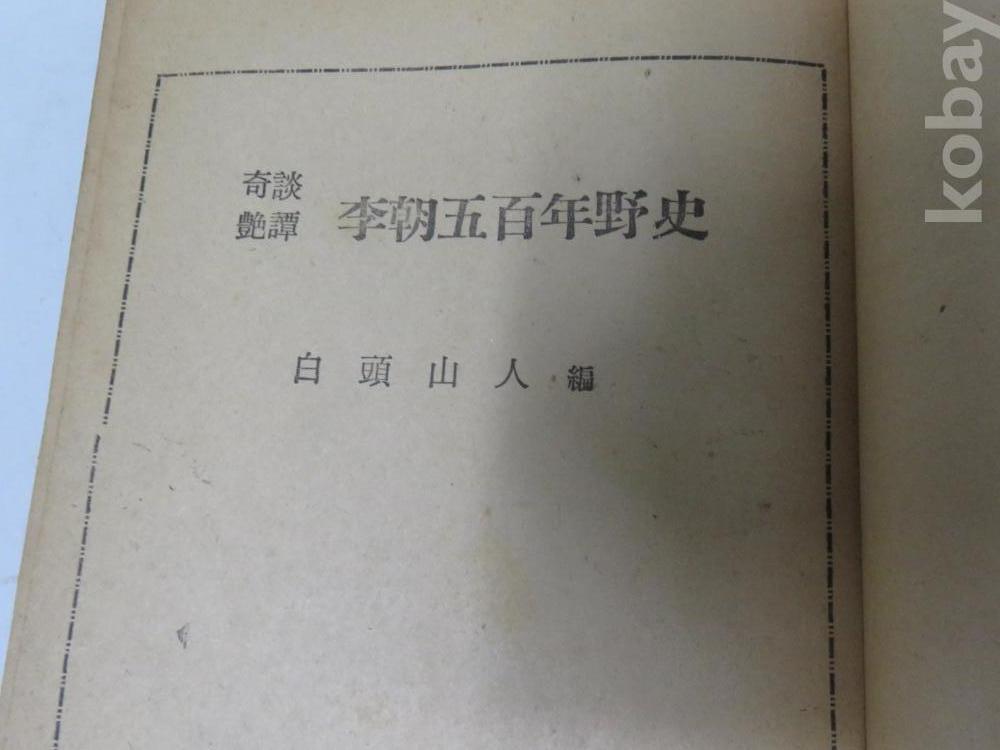 奇談
艶譚 李朝五百年野史
白頭山人 編
kobay